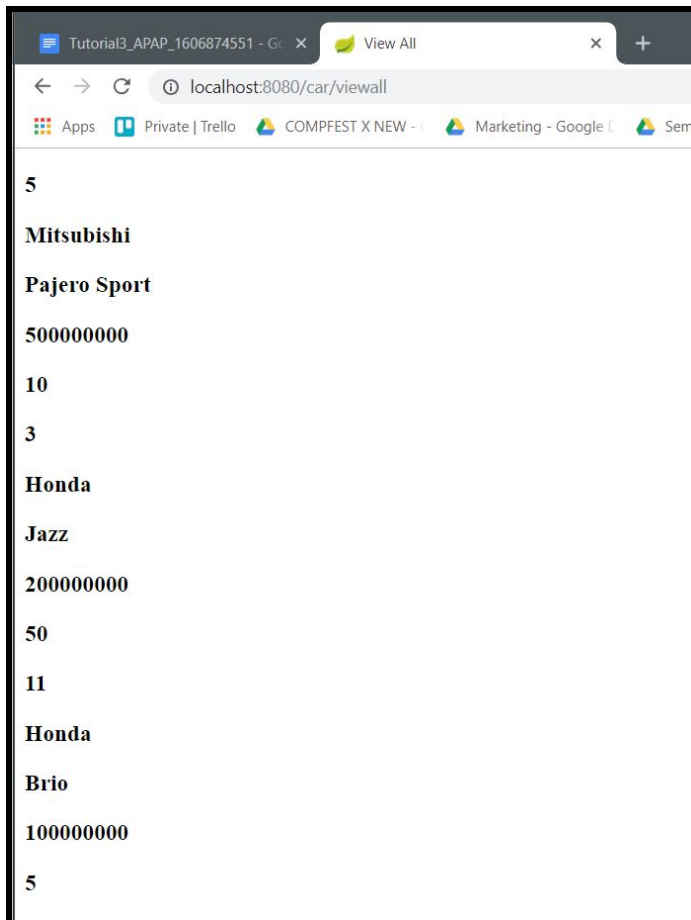 Tutorial3_APAP_1606874551 - Go
View All
localhost:8080/car/viewall
Apps
Private | Trello
COMPFEST X NEW -
Marketing - Google D
Sem
5
Mitsubishi
Pajero Sport
500000000
10
3
Honda
Jazz
200000000
50
11
Honda
Brio
100000000
5